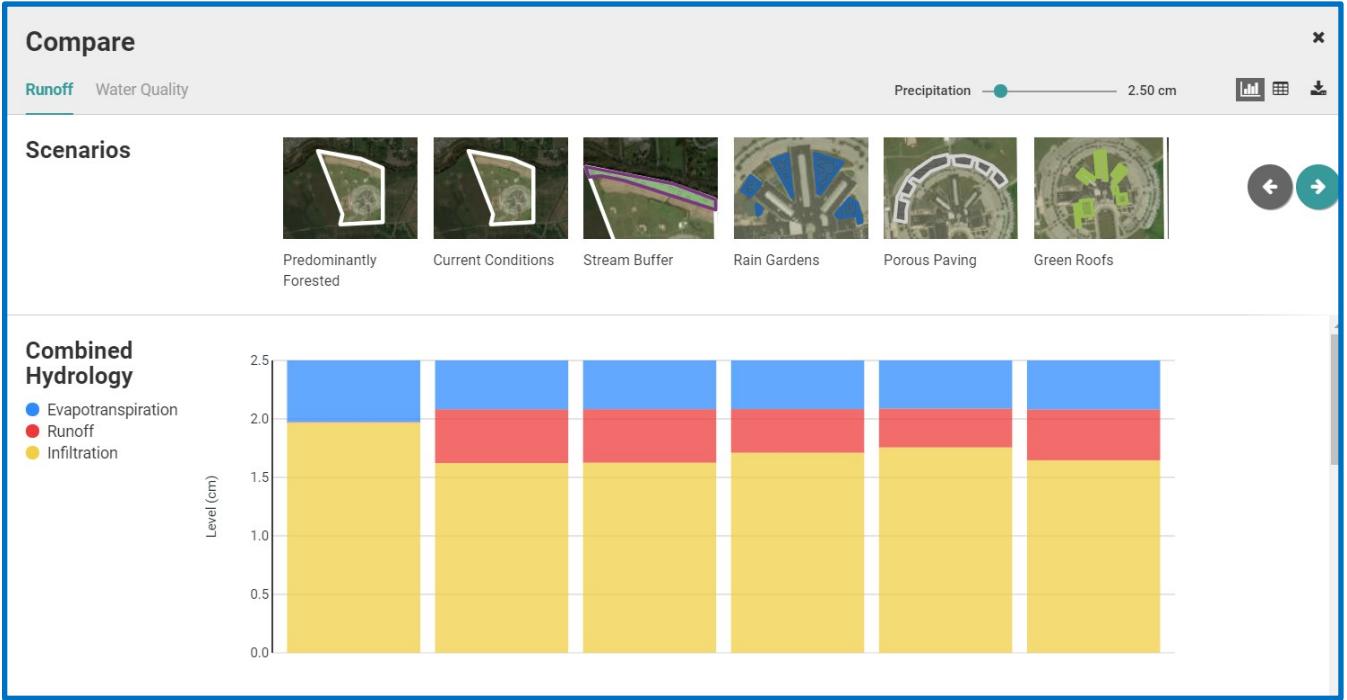 Compare
Runoff Water Quality
Precipitation 2.50 cm
Scenarios
Predominantly
Forested
Current Conditions
Stream Buffer
Rain Gardens
Porous Paving
Green Roofs
Combined
Hydrology
Evapotranspiration
Runoff
Infiltration
Level (cm)
2.5
2.0
1.5
1.0
0.5
0.0